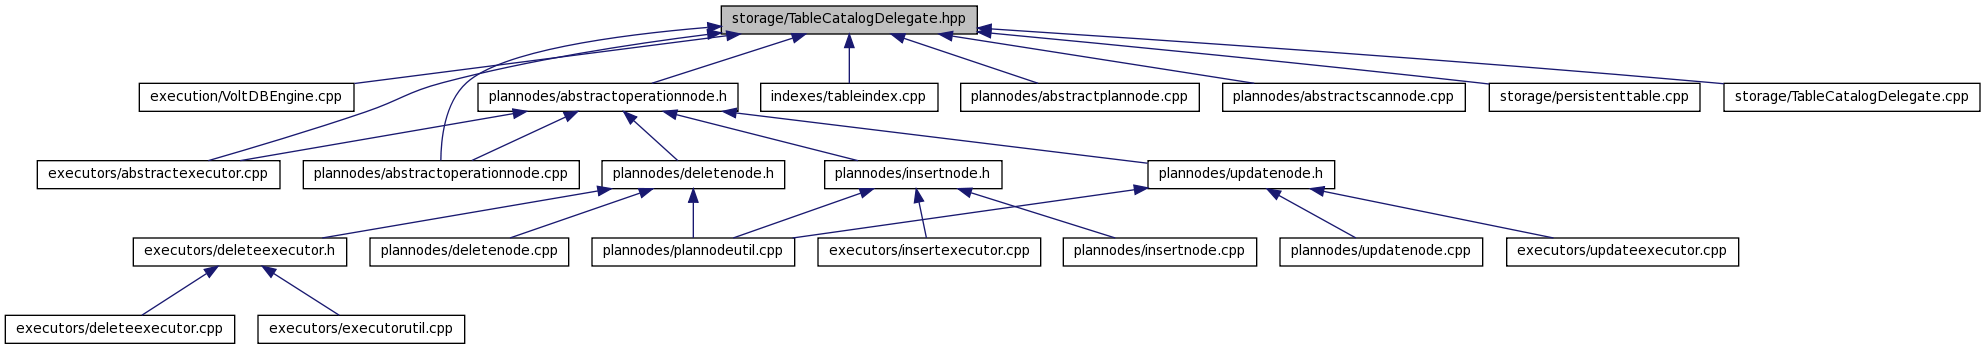 storage/TableCatalogDelegate.hpp
execution/VoltDBEngine.cpp
plannodes/abstractoperationnode.h
indexes/tableindex.cpp
plannodes/abstractplannode.cpp
plannodes/abstractscannode.cpp
storage/persistenttable.cpp
storage/TableCatalogDelegate.cpp
executors/abstractexecutor.cpp
plannodes/abstractoperationnode.cpp
plannodes/deletenode.h
plannodes/insertnode.h
plannodes/updatenode.h
executors/deleteexecutor.h
plannodes/deletenode.cpp
plannodes/plannodeutil.cpp
executors/insertexecutor.cpp
plannodes/insertnode.cpp
plannodes/updatenode.cpp
executors/updateexecutor.cpp
executors/deleteexecutor.cpp
executors/executorutil.cpp